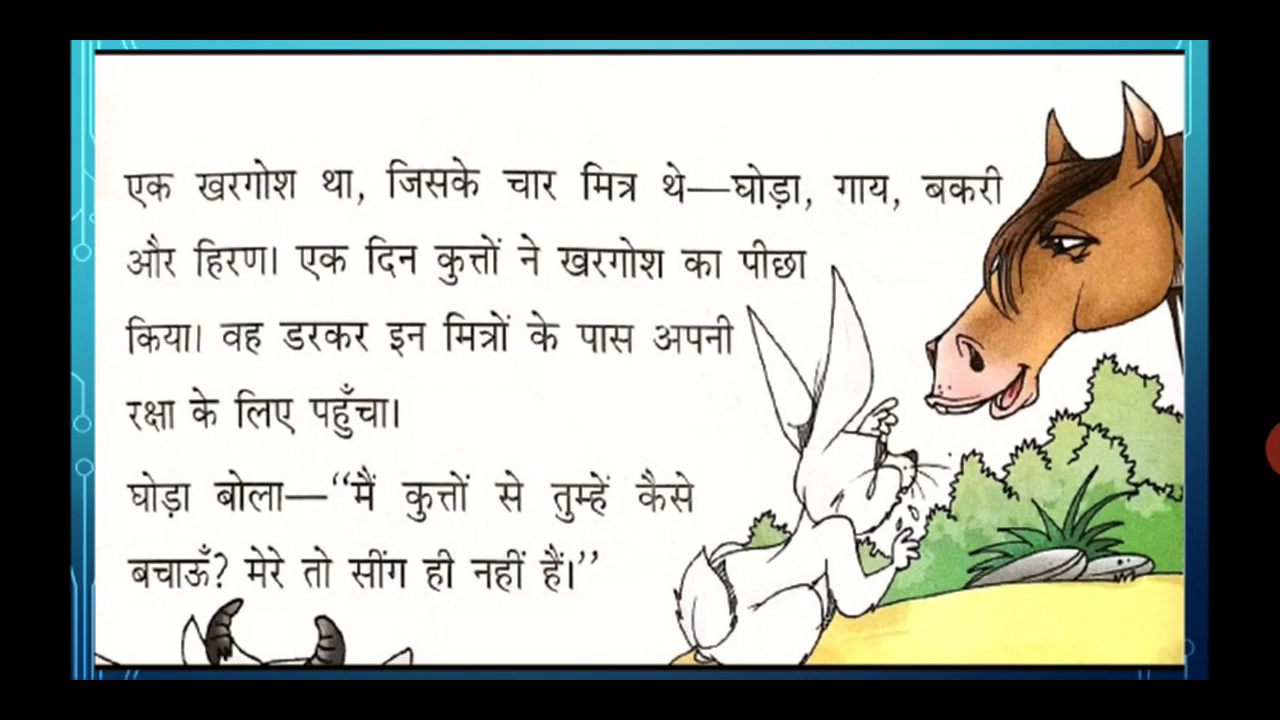 एक खरगोश था, जिसके चार मित्र थे—घोड़ा, गाय, बकरी
और हिरण। एक दिन कुत्तों ने खरगोश का पीछा
किया। वह डरकर इन मित्रों के पास अपनी
रक्षा के लिए पहुँचा।
घोड़ा बोला—“मैं कुत्तों से तुम्हें कैसे
बचाऊँ? मेरे तो सींग ही नहीं हैं।”